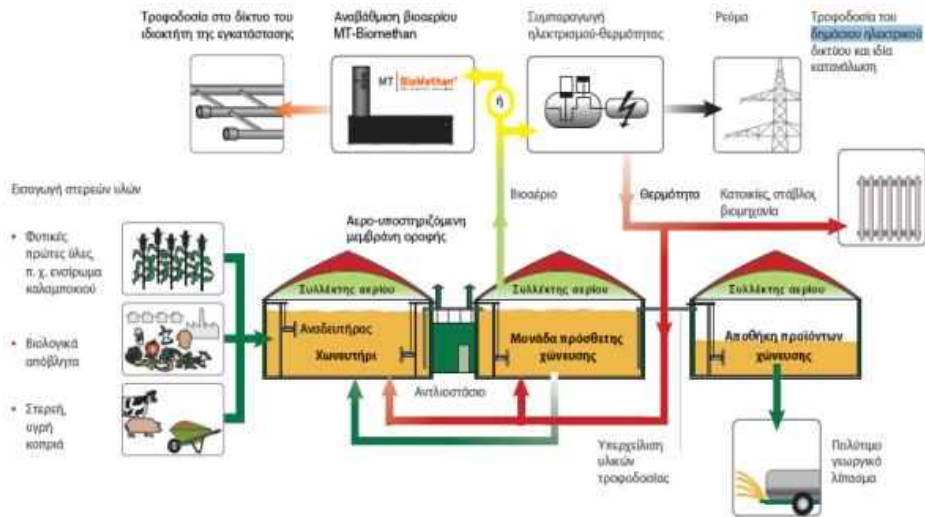 Τροφοδοσία στο δίκτυο του
ιδιοκτήτη της εγκατάστασης
Αναβάθμιση βιοαερίου
MT-Biomethan
Συμπαραγωγή
ηλεκτρισμού-θερμότητας
Ρεύμα
Τροφοδοσία του
δημόσιου ηλεκτρικού
δικτύου και ιδία
κατανάλωση
MT BioMethan
ή
Εισαγωγή στερεών υλών
Βιοαέριο
Θερμότητα
Κατοικίες, στάβλοι,
βιομηχανία
Αερο-υποστηριζόμενη
μεμβράνη οροφής
• Φυτικές
πρώτες ύλες,
π. χ. ενσίρωμα
καλαμποκιού
Συλλέκτης αερίου
Συλλέκτης αερίου
Συλλέκτης αερίου
Αναδευτήρας
Χωνευτήρι
Μονάδα πρόσθετης
χώνευσης
Αποθήκη προϊόντων
χώνευσης
• Βιολογικά
απόβλητα
Αντλιοστάσιο
• Στερεή,
υγρή
κοπριά
Υπερχείλιση
υλικών
τροφοδοσίας
Πολύτιμο
γεωργικό
λίπασμα